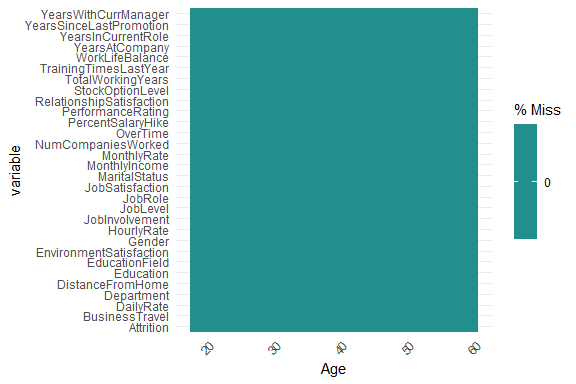 YearsWithCurrManager
YearsSinceLastPromotion
YearsInCurrentRole
YearsAtCompany
WorkLifeBalance
TrainingTimesLastYear
TotalWorkingYears
StockOptionLevel
RelationshipSatisfaction
PerformanceRating
PercentSalaryHike
OverTime
NumCompaniesWorked
MonthlyRate
MonthlyIncome
MaritalStatus
JobSatisfaction
JobRole
JobLevel
JobInvolvement
HourlyRate
Gender
EnvironmentSatisfaction
EducationField
Education
DistanceFromHome
Department
DailyRate
BusinessTravel
Attrition
variable
20 30 40 50 60
Age
% Miss
0